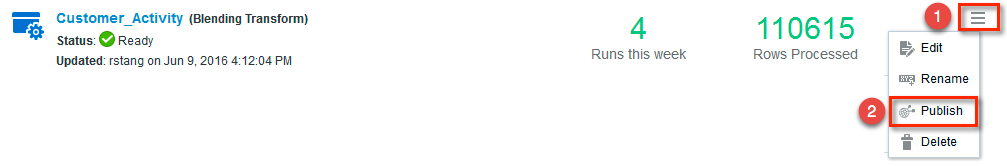 Customer_Activity (Blending Transform)
Status: Ready
Updated: rstang on Jun 9, 2016 4:12:04 PM
4
Runs this week
110615
Rows Processed
1
Edit
Rename
2 Publish
Delete